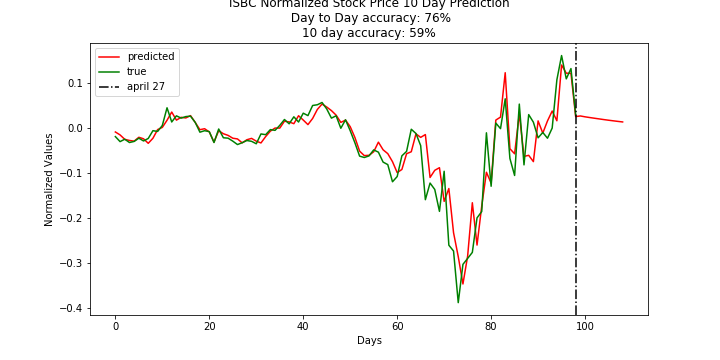 ISBC Normalized Stock Price 10 Day Prediction
Day to Day accuracy: 76%
10 day accuracy: 59%
predicted
true
april 27
Normalized Values
0.1
0.0
−0.1
−0.2
−0.3
−0.4
0 20 40 60 80 100
Days